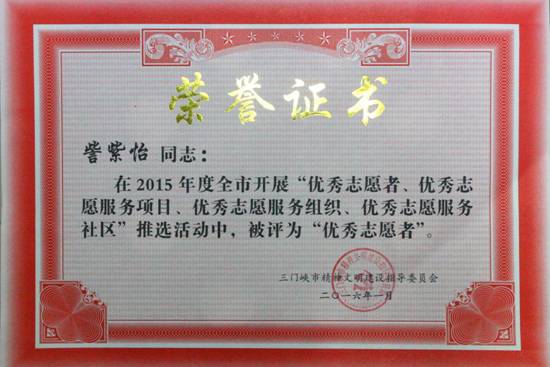 荣誉证书
訾紫怡 同志：
在2015年度全市开展“优秀志愿者、优秀志
愿服务项目、优秀志愿服务组织、优秀志愿服务
社区”推选活动中，被评为“优秀志愿者”。
三门峡市精神文明建设指导委员会
二〇一六年一月